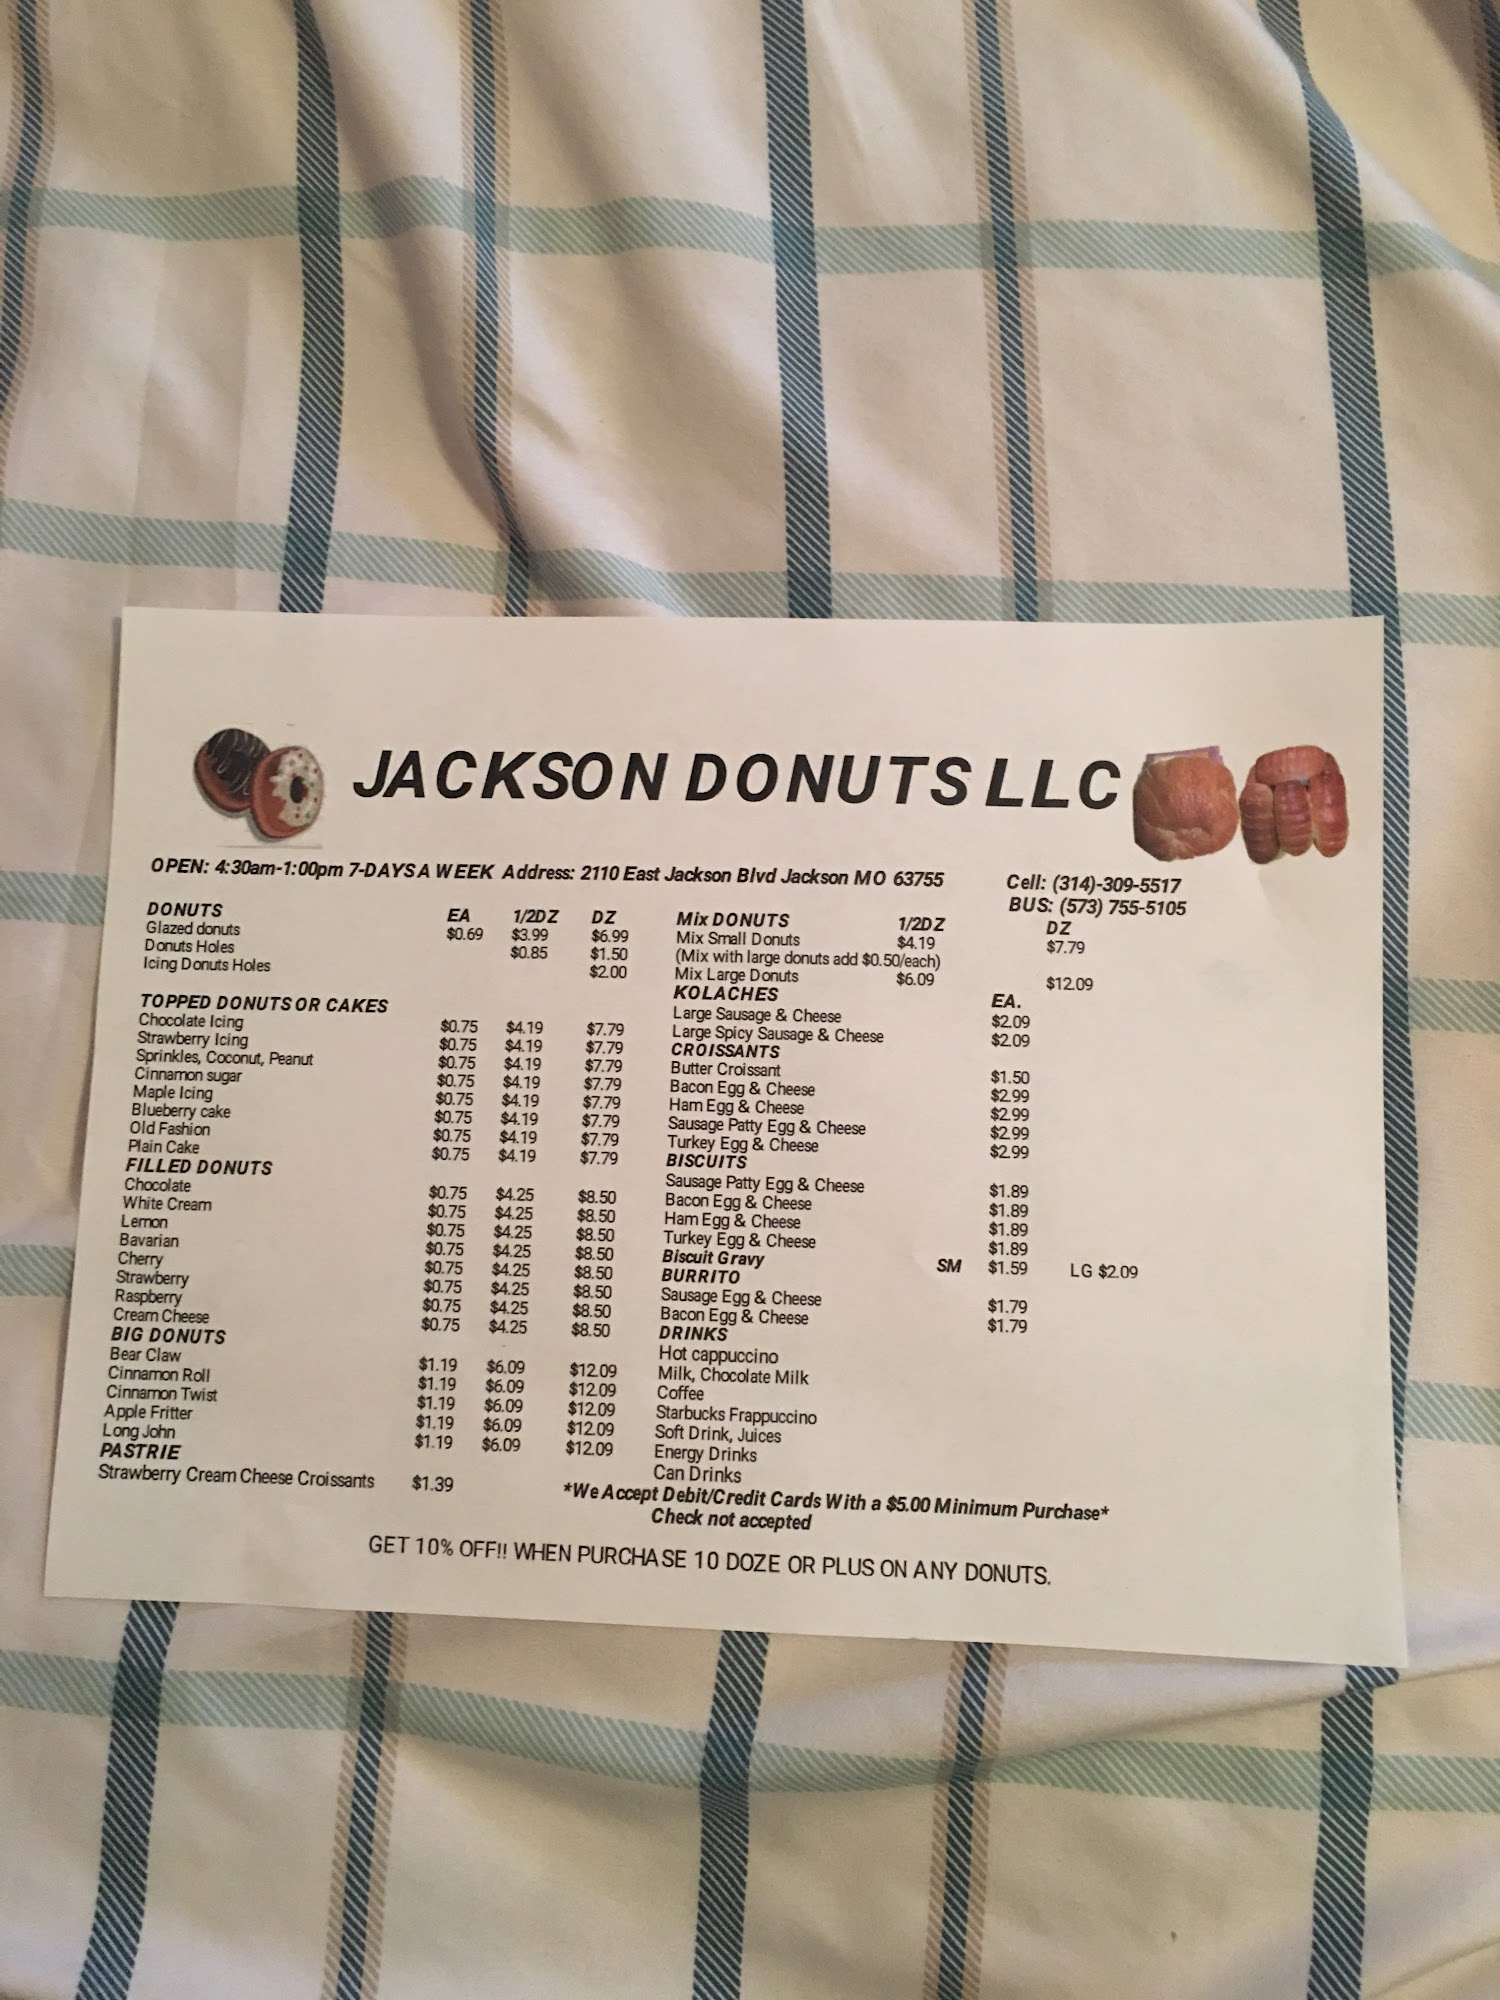 JACKSON DONUTS LLC
OPEN: 4:30am-1:00pm 7-DAYS A WEEK Address: 2110 East Jackson Blvd Jackson MO 63755
Cell: (314)-309-5517
BUS: (573) 755-5105
DONUTS EA 1/2DZ DZ
Glazed donuts $0.69 $3.99 $6.99
Donuts Holes $0.85 $1.50
Icing Donuts Holes $2.00
TOPPED DONUTS OR CAKES
Chocolate Icing $0.75 $4.19 $7.79
Strawberry Icing $0.75 $4.19 $7.79
Sprinkles, Coconut, Peanut $0.75 $4.19 $7.79
Cinnamon sugar $0.75 $4.19 $7.79
Maple Icing $0.75 $4.19 $7.79
Blueberry cake $0.75 $4.19 $7.79
Old Fashion $0.75 $4.19 $7.79
Plain Cake $0.75 $4.19 $7.79
FILLED DONUTS
Chocolate $0.75 $4.25 $8.50
White Cream $0.75 $4.25 $8.50
Lemon $0.75 $4.25 $8.50
Bavarian $0.75 $4.25 $8.50
Cherry $0.75 $4.25 $8.50
Strawberry $0.75 $4.25 $8.50
Raspberry $0.75 $4.25 $8.50
Cream Cheese $0.75 $4.25 $8.50
BIG DONUTS
Bear Claw $1.19 $6.09 $12.09
Cinnamon Roll $1.19 $6.09 $12.09
Cinnamon Twist $1.19 $6.09 $12.09
Apple Fritter $1.19 $6.09 $12.09
Long John $1.19 $6.09 $12.09
PASTRIE
Strawberry Cream Cheese Croissants $1.39
Mix DONUTS 1/2DZ DZ
Mix Small Donuts $4.19 $7.79
(Mix with large donuts add $0.50/each)
Mix Large Donuts $6.09 $12.09
KOLACHES EA.
Large Sausage & Cheese $2.09
Large Spicy Sausage & Cheese $2.09
CROISSANTS
Butter Croissant $1.50
Bacon Egg & Cheese $2.99
Ham Egg & Cheese $2.99
Sausage Patty Egg & Cheese $2.99
Turkey Egg & Cheese $2.99
BISCUITS
Sausage Patty Egg & Cheese $1.89
Bacon Egg & Cheese $1.89
Ham Egg & Cheese $1.89
Turkey Egg & Cheese $1.89
Biscuit Gravy SM $1.59 LG $2.09
BURRITO
Sausage Egg & Cheese $1.79
Bacon Egg & Cheese $1.79
DRINKS
Hot cappuccino
Milk, Chocolate Milk
Coffee
Starbucks Frappuccino
Soft Drink, Juices
Energy Drinks
Can Drinks
*We Accept Debit/Credit Cards With a $5.00 Minimum Purchase*
Check not accepted
GET 10% OFF!! WHEN PURCHASE 10 DOZE OR PLUS ON ANY DONUTS.